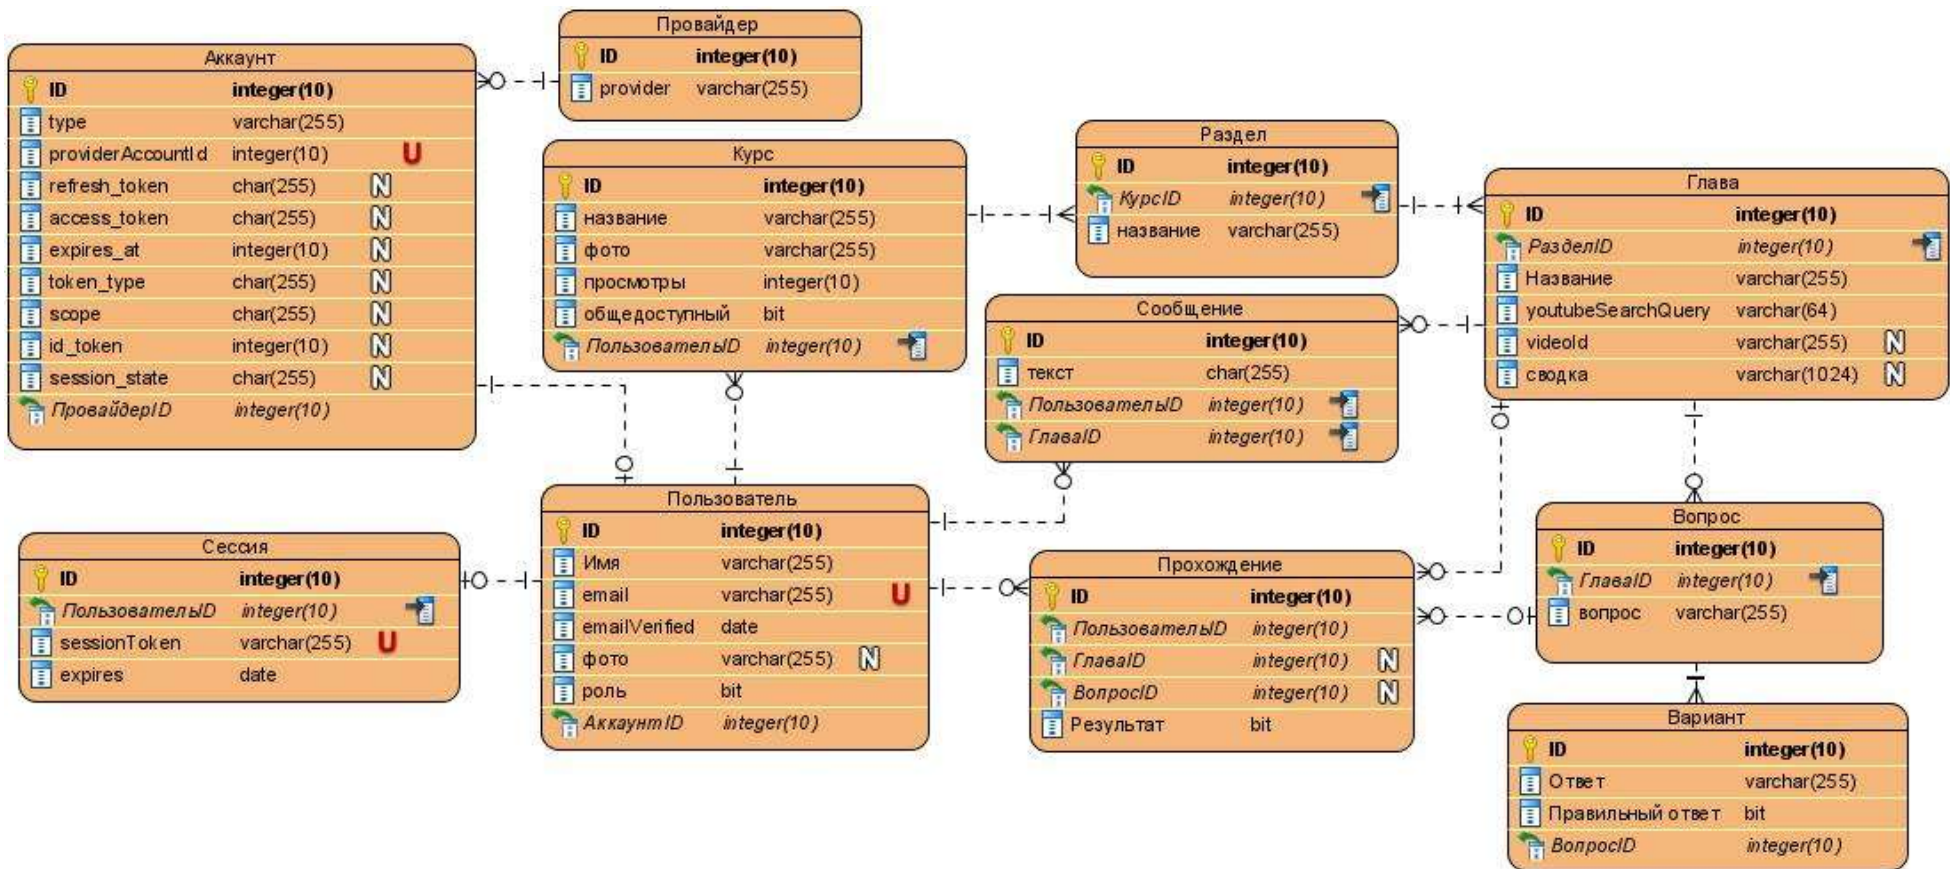 Провайдер
ID integer(10)
provider varchar(255)
Аккаунт
ID integer(10)
type varchar(255)
providerAccountId integer(10) U
refresh_token char(255) N
access_token char(255) N
expires_at integer(10) N
token_type char(255) N
scope char(255) N
id_token integer(10) N
session_state char(255) N
ПровайдерID integer(10)
Курс
ID integer(10)
название varchar(255)
фото varchar(255)
просмотры integer(10)
общедоступный bit
ПользовательID integer(10)
Раздел
ID integer(10)
КурсID integer(10)
название varchar(255)
Глава
ID integer(10)
РазделID integer(10)
Название varchar(255)
youtubeSearchQuery varchar(64)
videoId varchar(255) N
сводка varchar(1024) N
Сообщение
ID integer(10)
текст char(255)
ПользовательID integer(10)
ГлаваID integer(10)
Сессия
ID integer(10)
ПользовательID integer(10)
sessionToken varchar(255) U
expires date
Пользователь
ID integer(10)
Имя varchar(255)
email varchar(255) U
emailVerified date
фото varchar(255) N
роль bit
АккаунтID integer(10)
Прохождение
ID integer(10)
ПользовательID integer(10)
ГлаваID integer(10) N
ВопросID integer(10) N
Результат bit
Вопрос
ID integer(10)
ГлаваID integer(10)
вопрос varchar(255)
Вариант
ID integer(10)
Ответ varchar(255)
Правильный ответ bit
ВопросID integer(10)